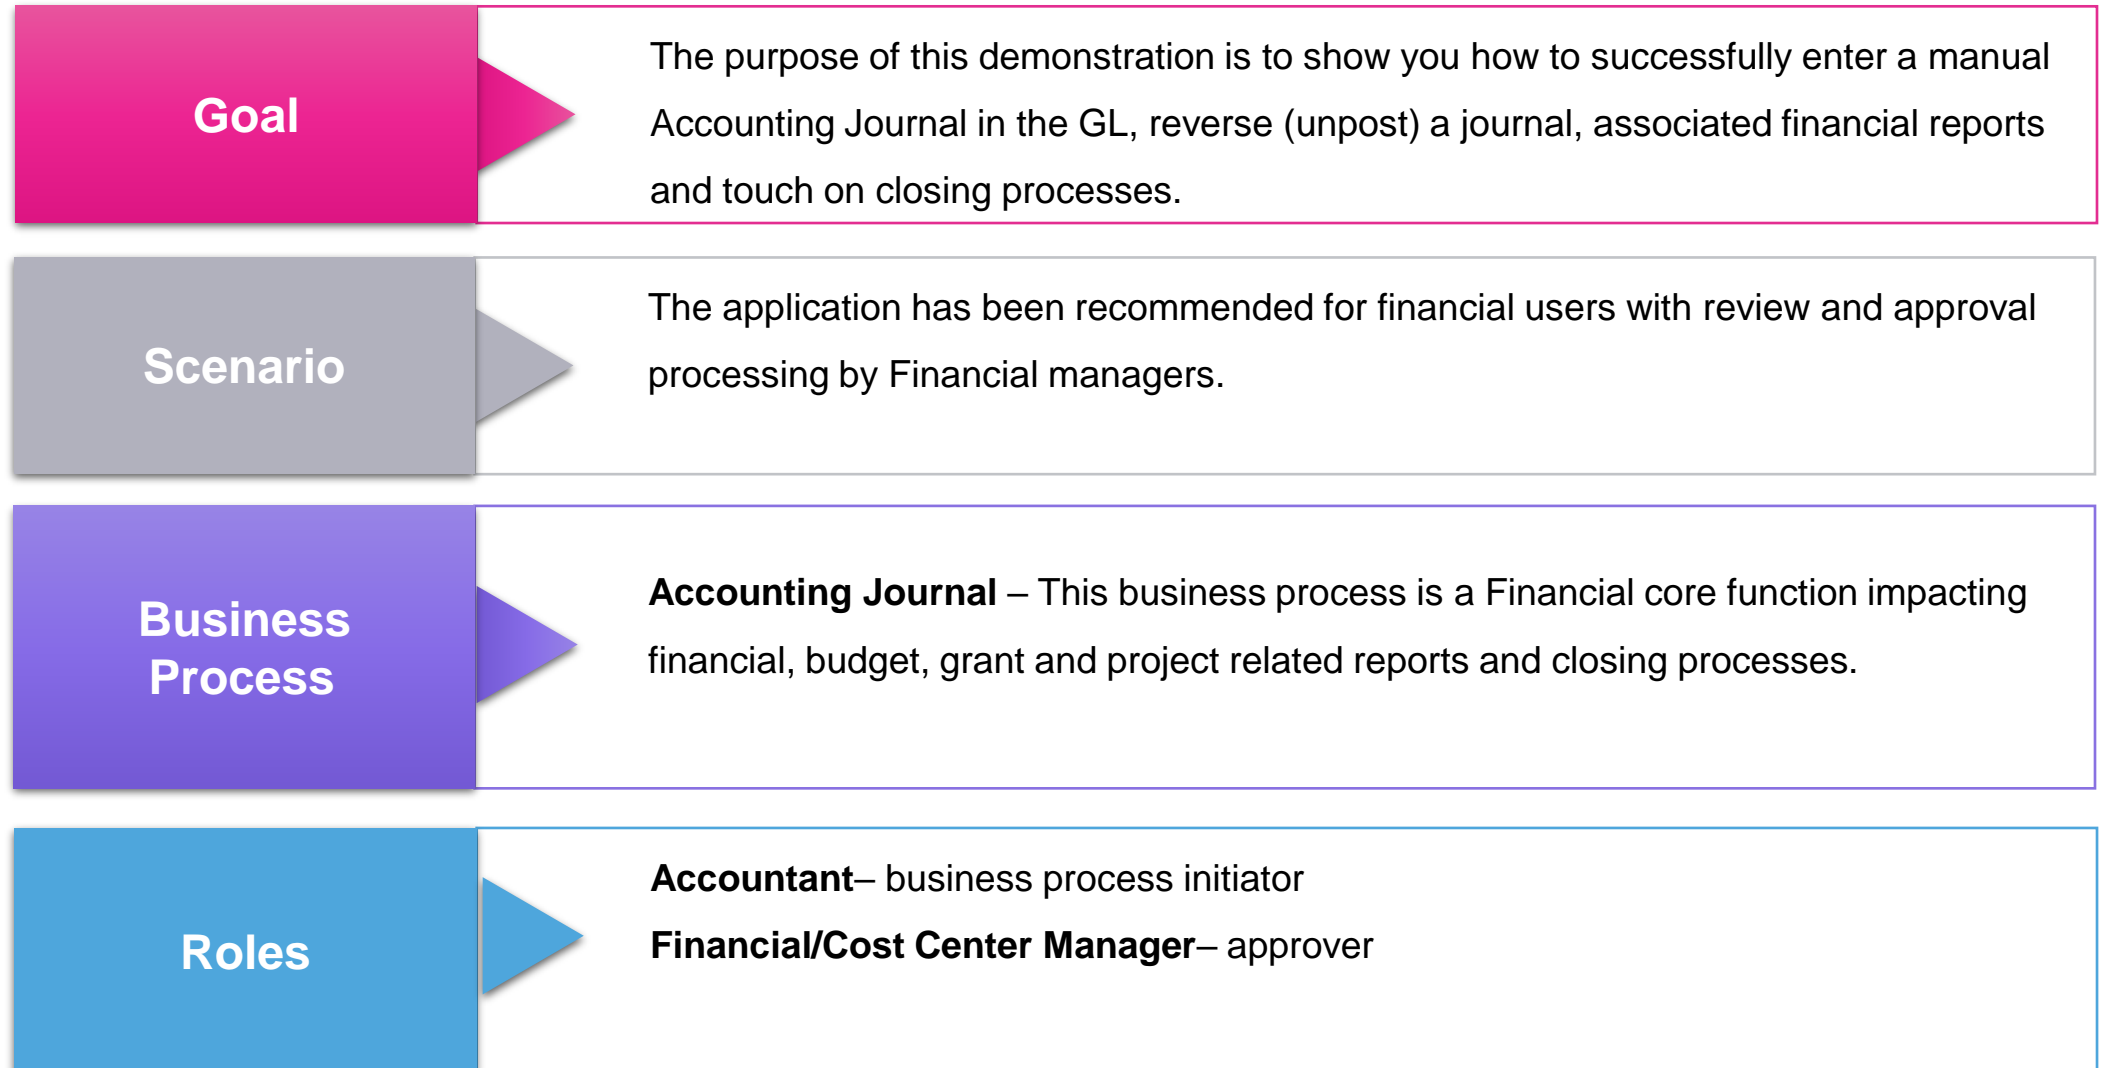 Goal
The purpose of this demonstration is to show you how to successfully enter a manual
Accounting Journal in the GL, reverse (unpost) a journal, associated financial reports
and touch on closing processes.
Scenario
The application has been recommended for financial users with review and approval
processing by Financial managers.
Business
Process
Accounting Journal – This business process is a Financial core function impacting
financial, budget, grant and project related reports and closing processes.
Roles
Accountant– business process initiator
Financial/Cost Center Manager– approver